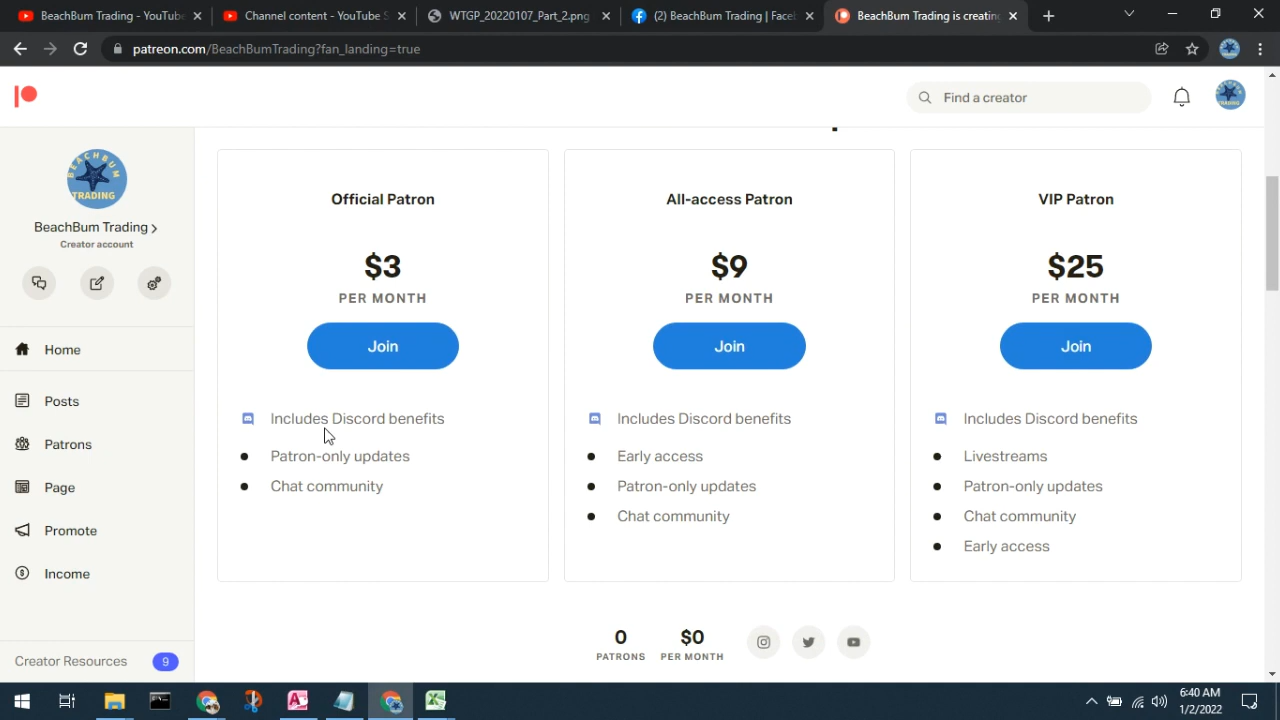 BeachBum Trading - YouTube
Channel content - YouTube S
WTGP_20220107_Part_2.png
(2) BeachBum Trading | Faceb
BeachBum Trading is creating
patreon.com/BeachBumTrading?fan_landing=true
Find a creator
BEACHBUM
TRADING
BeachBum Trading
Creator account
Home
Posts
Patrons
Page
Promote
Income
Creator Resources
9
Official Patron
$3
PER MONTH
Join
Includes Discord benefits
Patron-only updates
Chat community
All-access Patron
$9
PER MONTH
Join
Includes Discord benefits
Early access
Patron-only updates
Chat community
VIP Patron
$25
PER MONTH
Join
Includes Discord benefits
Livestreams
Patron-only updates
Chat community
Early access
0
PATRONS
$0
PER MONTH
6:40 AM
1/2/2022